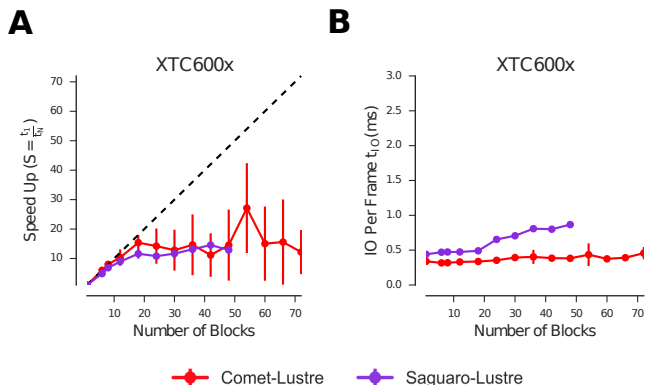 A
B
XTC600x
XTC600x
Speed Up (S = t₁/t_N)
70
60
50
40
30
20
10
10 20 30 40 50 60 70
Number of Blocks
IO Per Frame t_IO(ms)
3.0
2.5
2.0
1.5
1.0
0.5
0.0
10 20 30 40 50 60 70
Number of Blocks
Comet-Lustre
Saguaro-Lustre